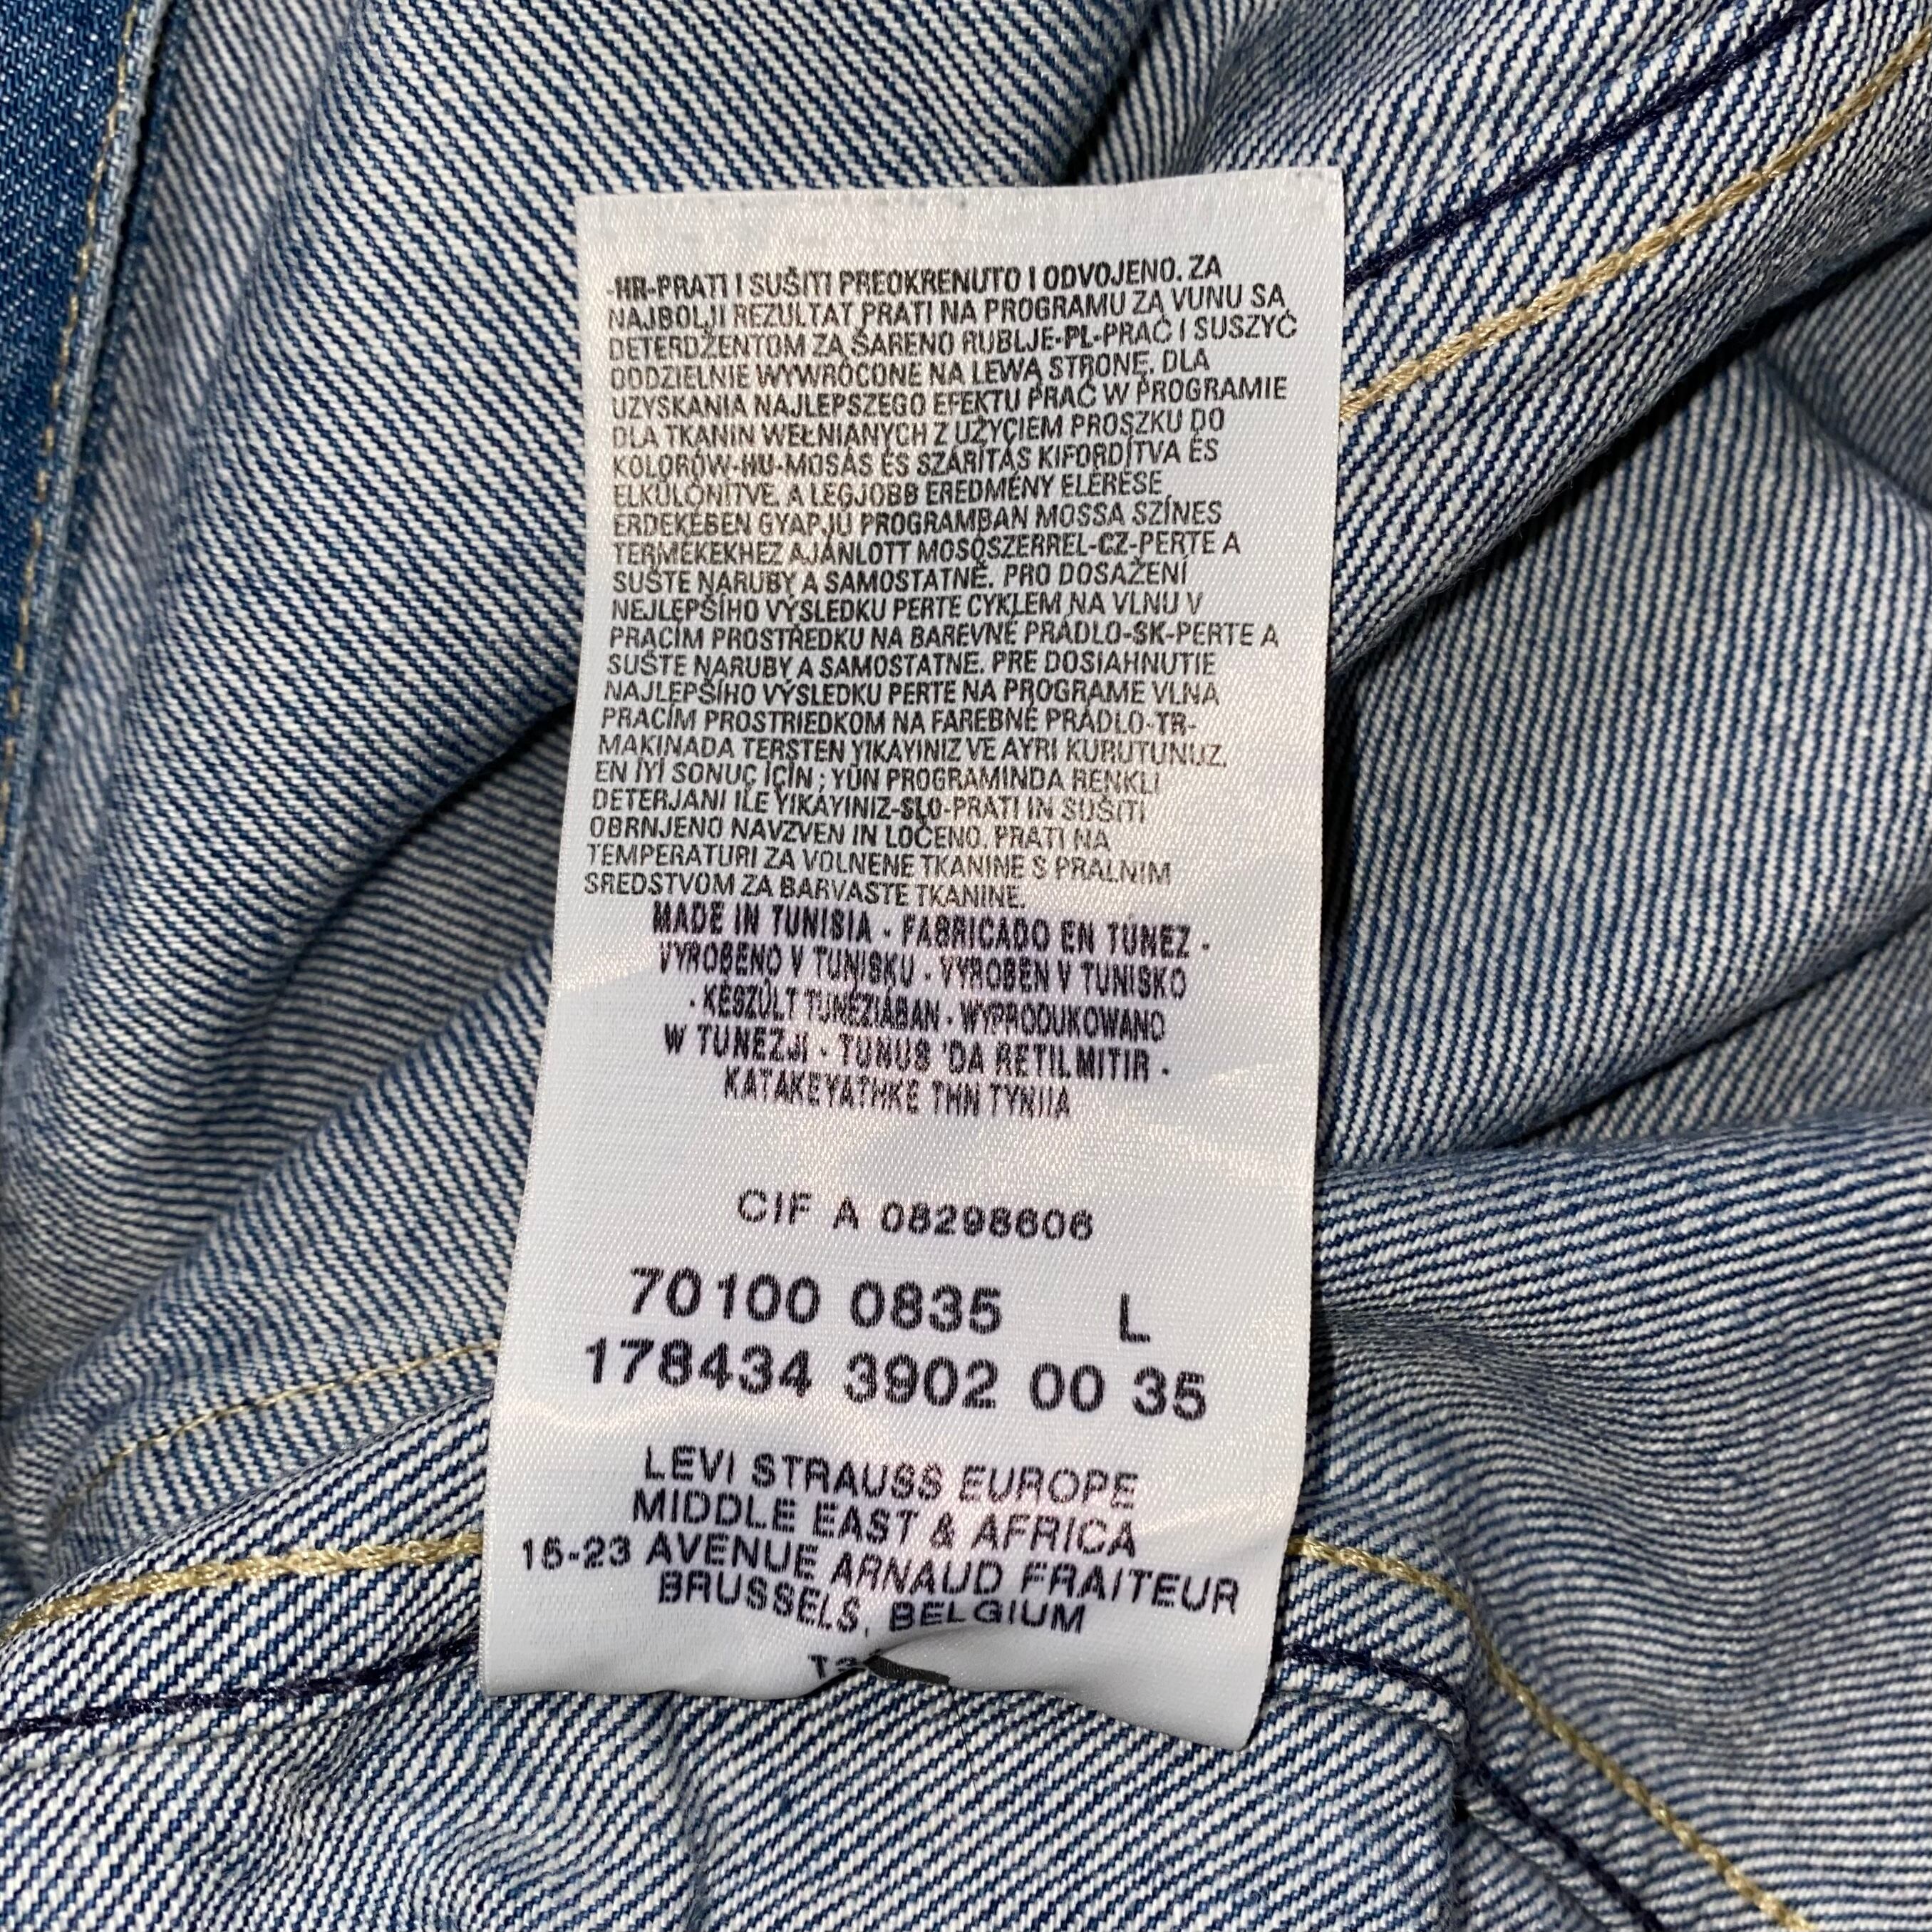 -HR-PRATI I SUŠITI PREOKRENUTO I ODVOJENO. ZA
NAJBOLJI REZULTAT PRATI NA PROGRAMU ZA VUNU SA
DETERDŽENTOM ZA ŠARENO RUBLJE-PL-PRAĆ I SUSZYĆ
ODDZIELNIE WYWRÓCONE NA LEWĄ STRONĘ. DLA
UZYSKANIA NAJLEPSZEGO EFEKTU PRAĆ W PROGRAMIE
DLA TKANIN WEŁNIANYCH Z UŻYCIEM PROSZKU DO
KOLORÓW-HU-MOSÁS ÉS SZÁRÍTÁS KIFORDÍTVA ÉS
ELKÜLÖNÍTVE. A LEGJOBB EREDMÉNY ELÉRÉSE
ÉRDEKÉBEN GYAPJÚ PROGRAMBAN MOSSA SZÍNES
TERMÉKEKHEZ AJÁNLOTT MOSÓSZERREL-CZ-PERTE A
SUŠTE NARUBY A SAMOSTATNĚ. PRO DOSAŽENÍ
NEJLEPŠÍHO VÝSLEDKU PERTE CYKLEM NA VLNU V
PRACÍM PROSTŘEDKU NA BAREVNÉ PRÁDLO-SK-PERTE A
SUŠTE NARUBY A SAMOSTATNE. PRE DOSIAHNUTIE
NAJLEPŠÍHO VÝSLEDKU PERTE NA PROGRAME VLNA
PRACÍM PROSTRIEDKOM NA FAREBNÉ PRÁDLO-TR-
MAKINADA TERSTEN YIKAYINIZ VE AYRI KURUTUNUZ.
EN İYİ SONUÇ İÇİN ; YÜN PROGRAMINDA RENKLI
DETERJANI ILE YIKAYINIZ-SLO-PRATI IN SUŠITI
OBRNJENO NAVZVEN IN LOČENO. PRATI NA
TEMPERATURI ZA VOLNENE TKANINE S PRALNIM
SREDSTVOM ZA BARVASTE TKANINE.
MADE IN TUNISIA - FABRICADO EN TÚNEZ -
VYROBENO V TUNISKU - VYROBEN V TUNISKO
- KÉSZÜLT TUNÉZIÁBAN - WYPRODUKOWANO
W TUNEZJI - TUNUS 'DA RETILMITIR -
KATAKEYATHKE THN TYNIIA
CIF A 08298606
70100 0835 L
178434 3902 00 35
LEVI STRAUSS EUROPE
MIDDLE EAST & AFRICA
15-23 AVENUE ARNAUD FRAITEUR
BRUSSELS, BELGIUM